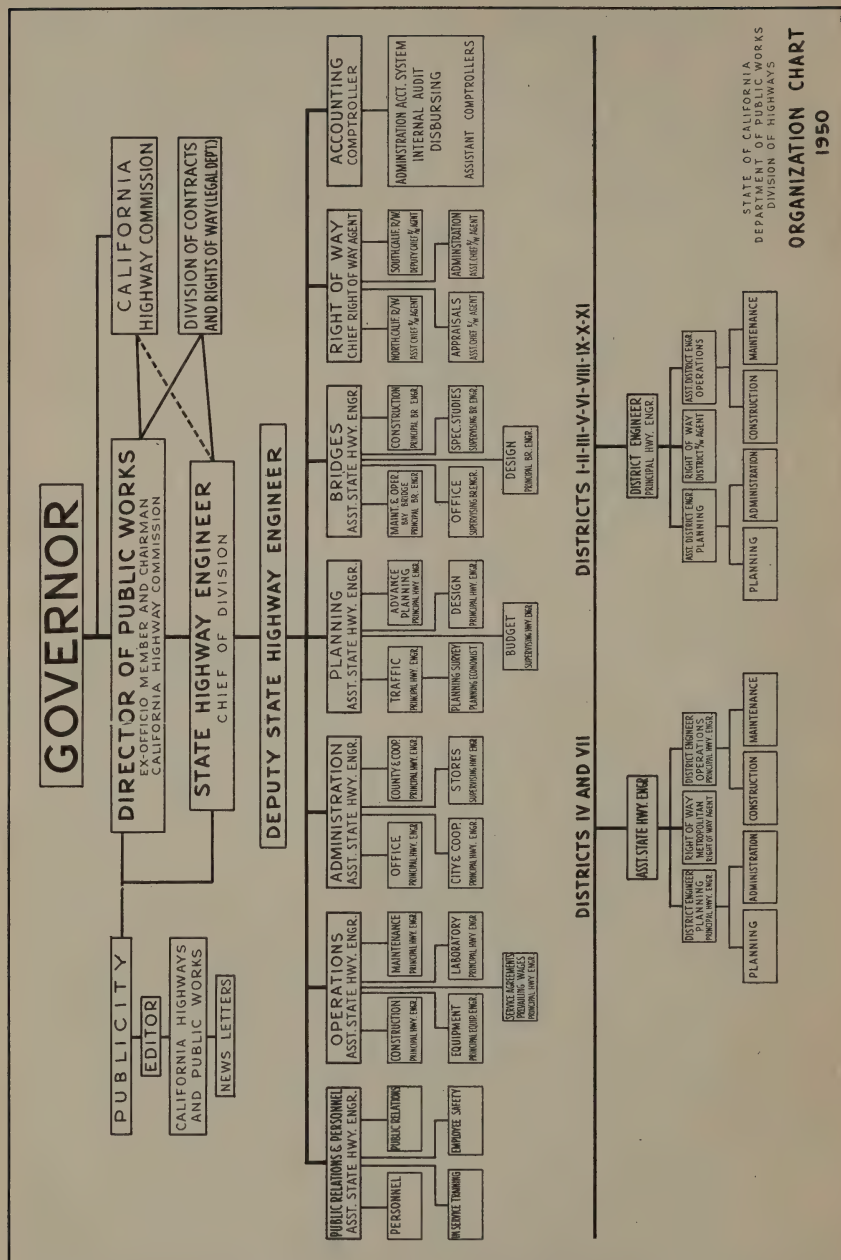 GOVERNOR
CALIFORNIA
HIGHWAY COMMISSION
DIRECTOR OF PUBLIC WORKS
EX-OFFICIO MEMBER AND CHAIRMAN
CALIFORNIA HIGHWAY COMMISSION
DIVISION OF CONTRACTS
AND RIGHTS OF WAY (LEGAL DEPT.)
STATE HIGHWAY ENGINEER
CHIEF OF DIVISION
PUBLICITY
EDITOR
CALIFORNIA HIGHWAYS
AND PUBLIC WORKS
NEWS LETTERS
DEPUTY STATE HIGHWAY ENGINEER
PUBLIC RELATIONS & PERSONNEL
ASST. STATE HWY. ENGR.
PERSONNEL
PUBLIC RELATIONS
IN SERVICE TRAINING
EMPLOYEE SAFETY
OPERATIONS
ASST. STATE HWY. ENGR.
CONSTRUCTION
PRINCIPAL HWY. ENGR.
MAINTENANCE
PRINCIPAL HWY. ENGR.
EQUIPMENT
PRINCIPAL EQUIP. ENGR.
LABORATORY
PRINCIPAL HWY. ENGR.
SERVICE AGREEMENTS
PREVAILING WAGES
PRINCIPAL HWY. ENGR.
ADMINISTRATION
ASST. STATE HWY. ENGR.
OFFICE
PRINCIPAL HWY. ENGR.
COUNTY & COOP.
PRINCIPAL HWY. ENGR.
CITY & COOP.
PRINCIPAL HWY. ENGR.
STORES
SUPERVISING HWY. ENGR.
PLANNING
ASST. STATE HWY. ENGR.
TRAFFIC
PRINCIPAL HWY. ENGR.
ADVANCE
PLANNING
PRINCIPAL HWY. ENGR.
PLANNING SURVEY
PLANNING ECONOMIST
DESIGN
PRINCIPAL HWY. ENGR.
BUDGET
SUPERVISING HWY. ENGR.
BRIDGES
ASST. STATE HWY. ENGR.
MAINT. & OPER.
BAY BRIDGE
PRINCIPAL BR. ENGR.
CONSTRUCTION
PRINCIPAL BR. ENGR.
OFFICE
SUPERVISING BR. ENGR.
SPEC. STUDIES
SUPERVISING BR. ENGR.
DESIGN
PRINCIPAL BR. ENGR.
RIGHT OF WAY
CHIEF RIGHT OF WAY AGENT
NORTH CALIF. R/W
ASST CHIEF R/W AGENT
SOUTH CALIF. R/W
DEPUTY CHIEF R/W AGENT
APPRAISALS
ASST. CHIEF R/W AGENT
ADMINISTRATION
ASST. CHIEF R/W AGENT
ACCOUNTING
COMPTROLLER
ADMINISTRATION ACCT. SYSTEM
INTERNAL AUDIT
DISBURSING
ASSISTANT COMPTROLLERS
DISTRICTS IV AND VII
ASST. STATE HWY. ENGR
DISTRICT ENGINEER
PLANNING
PRINCIPAL HWY. ENGR.
RIGHT OF WAY
METROPOLITAN
RIGHT OF WAY AGENT
DISTRICT ENGINEER
OPERATIONS
PRINCIPAL HWY. ENGR.
PLANNING
ADMINISTRATION
CONSTRUCTION
MAINTENANCE
DISTRICTS I-II-III-V-VI-VIII-IX-X-XI
DISTRICT ENGINEER
PRINCIPAL HWY. ENGR.
ASST. DISTRICT ENGR.
PLANNING
RIGHT OF WAY
DISTRICT R/W AGENT
ASST. DISTRICT ENGR.
OPERATIONS
PLANNING
ADMINISTRATION
CONSTRUCTION
MAINTENANCE
STATE OF CALIFORNIA
DEPARTMENT OF PUBLIC WORKS
DIVISION OF HIGHWAYS
ORGANIZATION CHART
1950